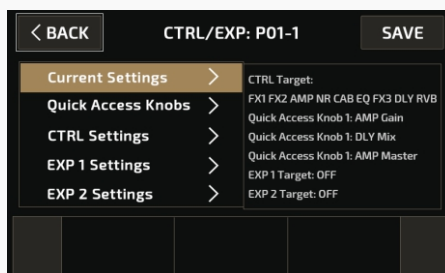 < BACK
CTRL/EXP: P01-1
SAVE
Current Settings >
Quick Access Knobs >
CTRL Settings >
EXP 1 Settings >
EXP 2 Settings >
CTRL Target:
FX1 FX2 AMP NR CAB EQ FX3 DLY RVB
Quick Access Knob 1: AMP Gain
Quick Access Knob 1: DLY Mix
Quick Access Knob 1: AMP Master
EXP 1 Target: OFF
EXP 2 Target: OFF